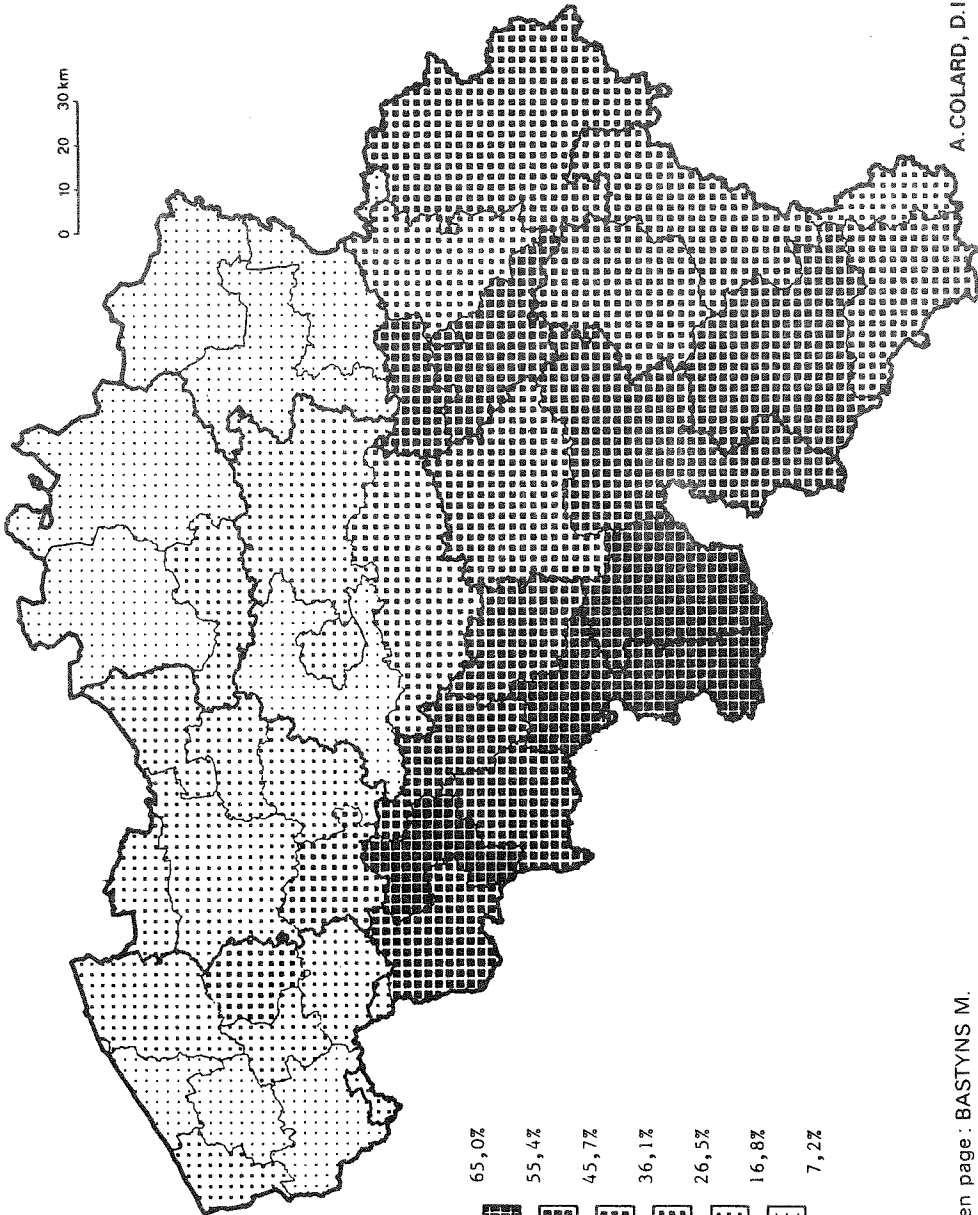 0 10 20 30 km
65,0%
55,4%
45,7%
36,1%
26,5%
16,8%
7,2%
en page : BASTYNS M.
A. COLARD, D.I